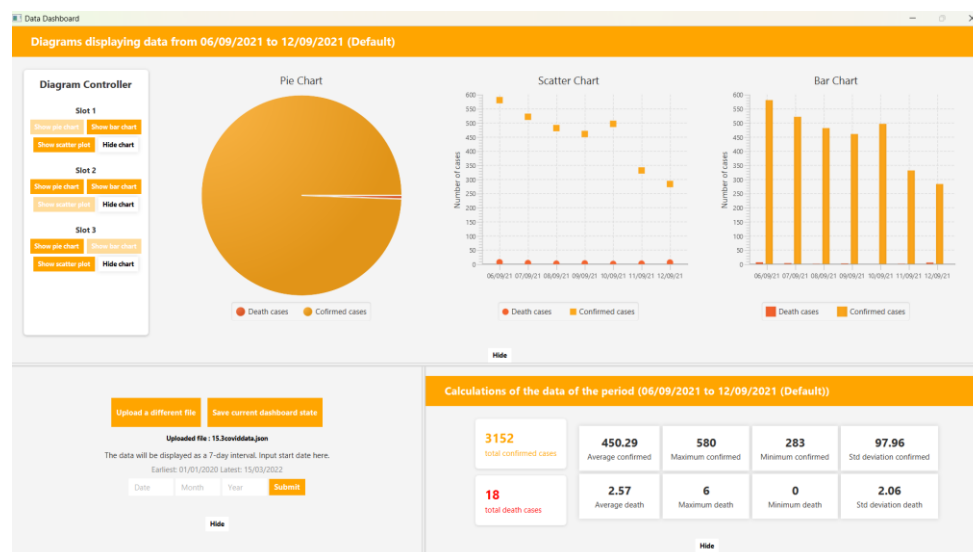 Data Dashboard
Diagrams displaying data from 06/09/2021 to 12/09/2021 (Default)
Diagram Controller
Slot 1
Show pie chart Show bar chart
Show scatter plot Hide chart
Slot 2
Show pie chart Show bar chart
Show scatter plot Hide chart
Slot 3
Show pie chart Show bar chart
Show scatter plot Hide chart
Pie Chart
Death cases Cofirmed cases
Scatter Chart
Number of cases
600
550
500
450
400
350
300
250
200
150
100
50
0
06/09/21 07/09/21 08/09/21 09/09/21 10/09/21 11/09/21 12/09/21
Death cases Confirmed cases
Bar Chart
Number of cases
600
550
500
450
400
350
300
250
200
150
100
50
0
06/09/21 07/09/21 08/09/21 09/09/21 10/09/21 11/09/21 12/09/21
Death cases Confirmed cases
Hide
Upload a different file Save current dashboard state
Uploaded file : 15.3coviddata.json
The data will be displayed as a 7-day interval. Input start date here.
Earliest: 01/01/2020 Latest: 15/03/2022
Date Month Year Submit
Hide
Calculations of the data of the period (06/09/2021 to 12/09/2021 (Default))
3152
total confirmed cases
450.29
Average confirmed
580
Maximum confirmed
283
Minimum confirmed
97.96
Std deviation confirmed
18
total death cases
2.57
Average death
6
Maximum death
0
Minimum death
2.06
Std deviation death
Hide